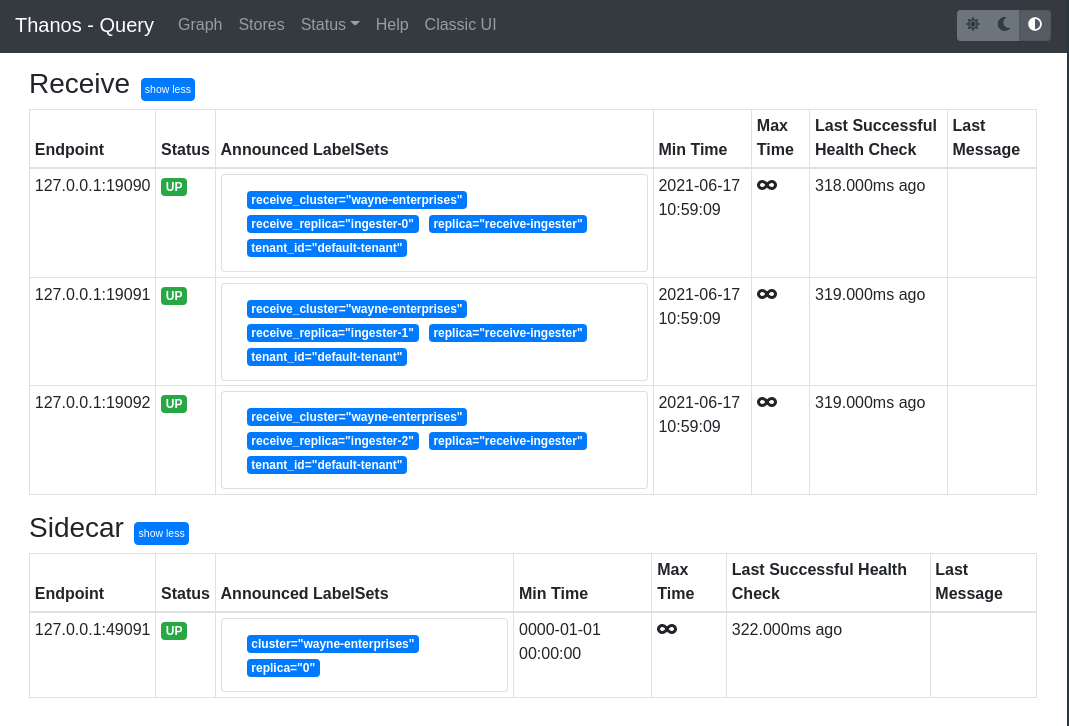 Thanos - Query Graph Stores Status Help Classic UI
Receive show less
Endpoint Status Announced LabelSets Min Time Max Time Last Successful Health Check Last Message
127.0.0.1:19090 UP receive_cluster="wayne-enterprises" 2021-06-17 318.000ms ago
receive_replica="ingester-0" replica="receive-ingester" 10:59:09
tenant_id="default-tenant"
127.0.0.1:19091 UP receive_cluster="wayne-enterprises" 2021-06-17 319.000ms ago
receive_replica="ingester-1" replica="receive-ingester" 10:59:09
tenant_id="default-tenant"
127.0.0.1:19092 UP receive_cluster="wayne-enterprises" 2021-06-17 319.000ms ago
receive_replica="ingester-2" replica="receive-ingester" 10:59:09
tenant_id="default-tenant"
Sidecar show less
Endpoint Status Announced LabelSets Min Time Max Time Last Successful Health Check Last Message
127.0.0.1:49091 UP cluster="wayne-enterprises" 0000-01-01 322.000ms ago
replica="0" 00:00:00